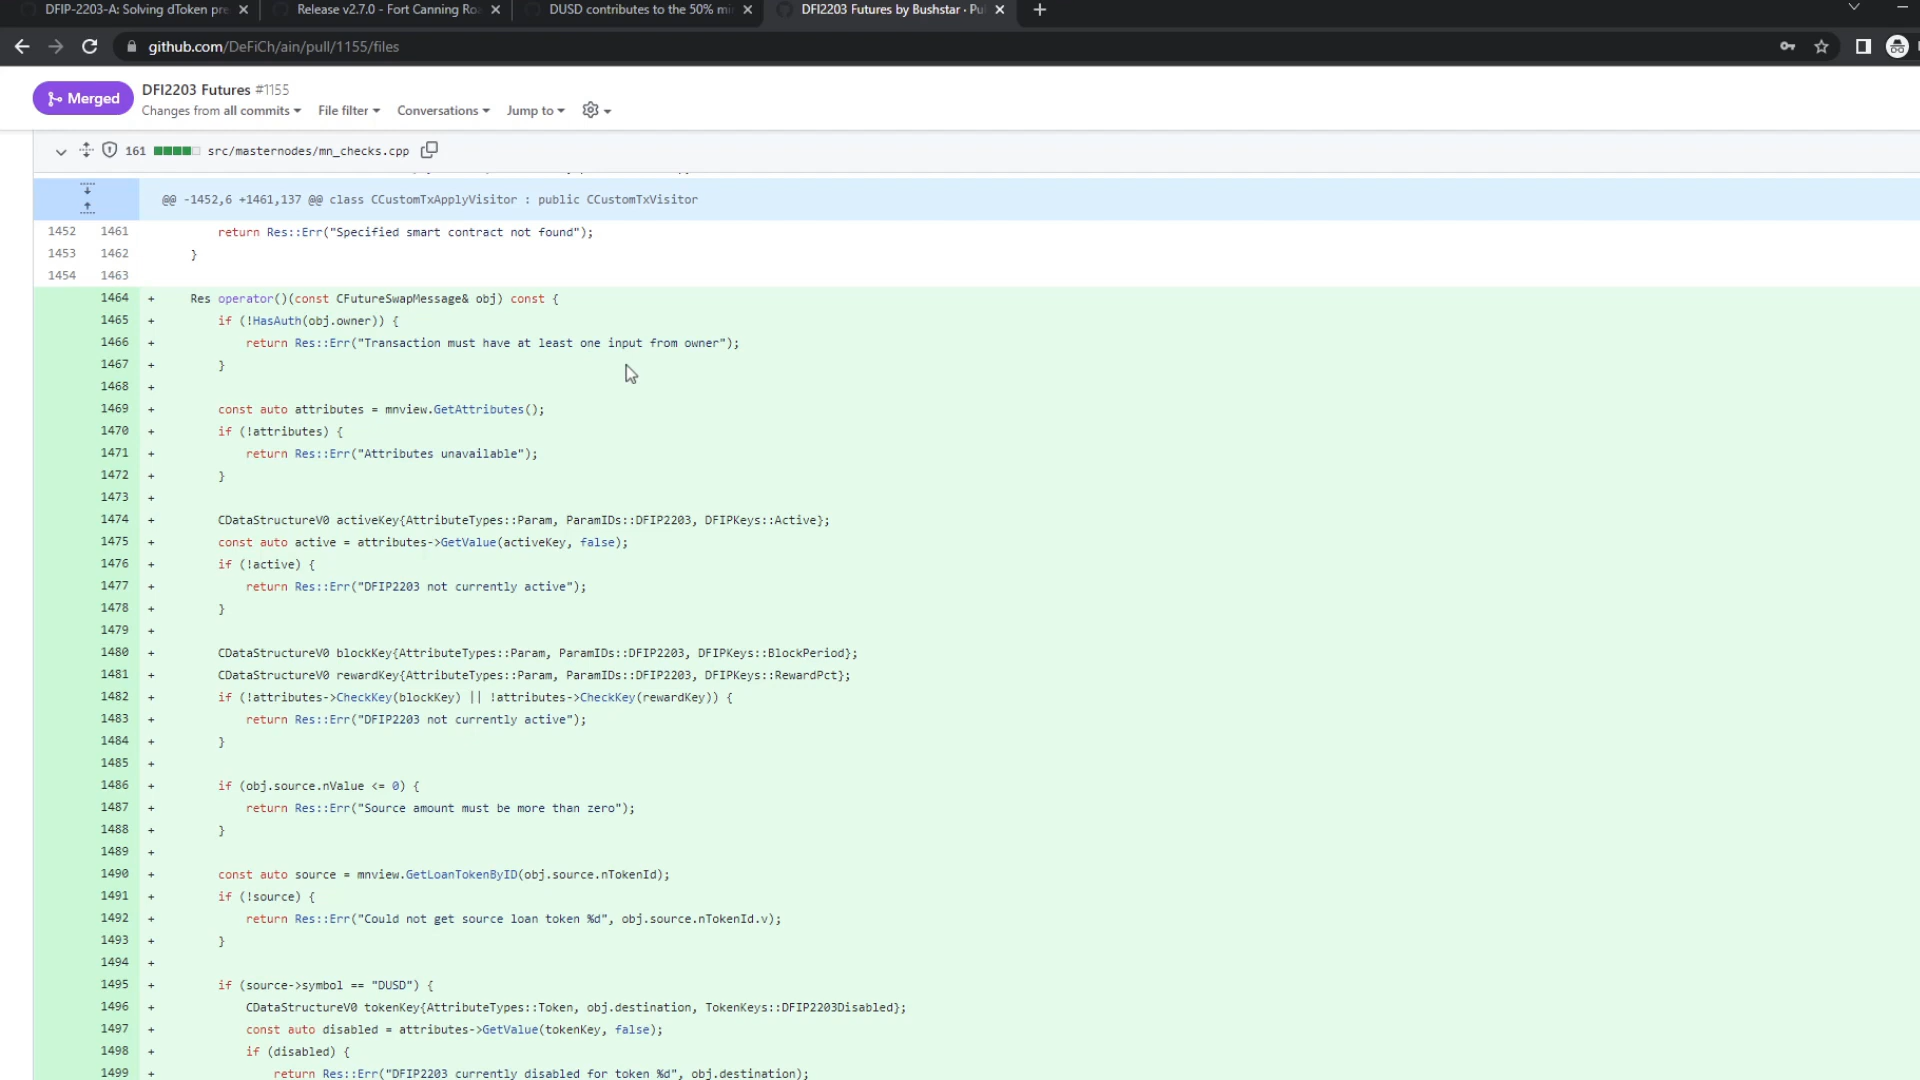 DFIP-2203-A: Solving dToken pre
Release v2.7.0 - Fort Canning Ro
DUSD contributes to the 50% mi
DFI2203 Futures by Bushstar · Pu
github.com/DeFiCh/ain/pull/1155/files
Merged
DFI2203 Futures #1155
Changes from all commits
File filter
Conversations
Jump to
161 src/masternodes/mn_checks.cpp
@@ -1452,6 +1461,137 @@ class CCustomTxApplyVisitor : public CCustomTxVisitor
1452 1461 return Res::Err("Specified smart contract not found");
1453 1462 }
1454 1463
1464 + Res operator()(const CFutureSwapMessage& obj) const {
1465 + if (!HasAuth(obj.owner)) {
1466 + return Res::Err("Transaction must have at least one input from owner");
1467 + }
1468 +
1469 + const auto attributes = mnview.GetAttributes();
1470 + if (!attributes) {
1471 + return Res::Err("Attributes unavailable");
1472 + }
1473 +
1474 + CDataStructureV0 activeKey{AttributeTypes::Param, ParamIDs::DFIP2203, DFIPKeys::Active};
1475 + const auto active = attributes->GetValue(activeKey, false);
1476 + if (!active) {
1477 + return Res::Err("DFIP2203 not currently active");
1478 + }
1479 +
1480 + CDataStructureV0 blockKey{AttributeTypes::Param, ParamIDs::DFIP2203, DFIPKeys::BlockPeriod};
1481 + CDataStructureV0 rewardKey{AttributeTypes::Param, ParamIDs::DFIP2203, DFIPKeys::RewardPct};
1482 + if (!attributes->CheckKey(blockKey) || !attributes->CheckKey(rewardKey)) {
1483 + return Res::Err("DFIP2203 not currently active");
1484 + }
1485 +
1486 + if (obj.source.nValue <= 0) {
1487 + return Res::Err("Source amount must be more than zero");
1488 + }
1489 +
1490 + const auto source = mnview.GetLoanTokenByID(obj.source.nTokenId);
1491 + if (!source) {
1492 + return Res::Err("Could not get source loan token %d", obj.source.nTokenId.v);
1493 + }
1494 +
1495 + if (source->symbol == "DUSD") {
1496 + CDataStructureV0 tokenKey{AttributeTypes::Token, obj.destination, TokenKeys::DFIP2203Disabled};
1497 + const auto disabled = attributes->GetValue(tokenKey, false);
1498 + if (disabled) {
1499 + return Res::Err("DFIP2203 currently disabled for token %d", obj.destination);